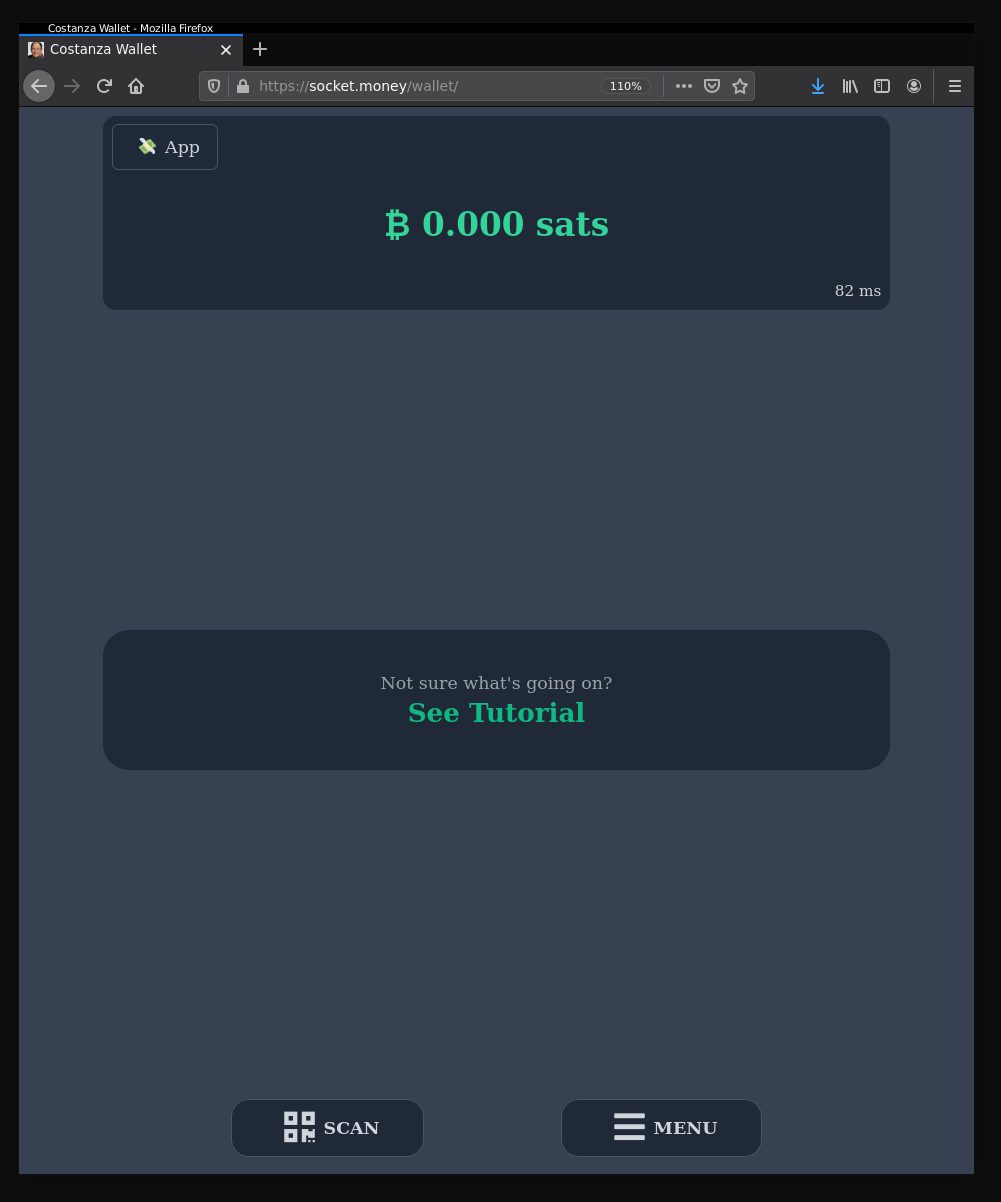 Costanza Wallet - Mozilla Firefox
Costanza Wallet
https://socket.money/wallet/
110%
App
₿ 0.000 sats
82 ms
Not sure what's going on?
See Tutorial
SCAN
MENU